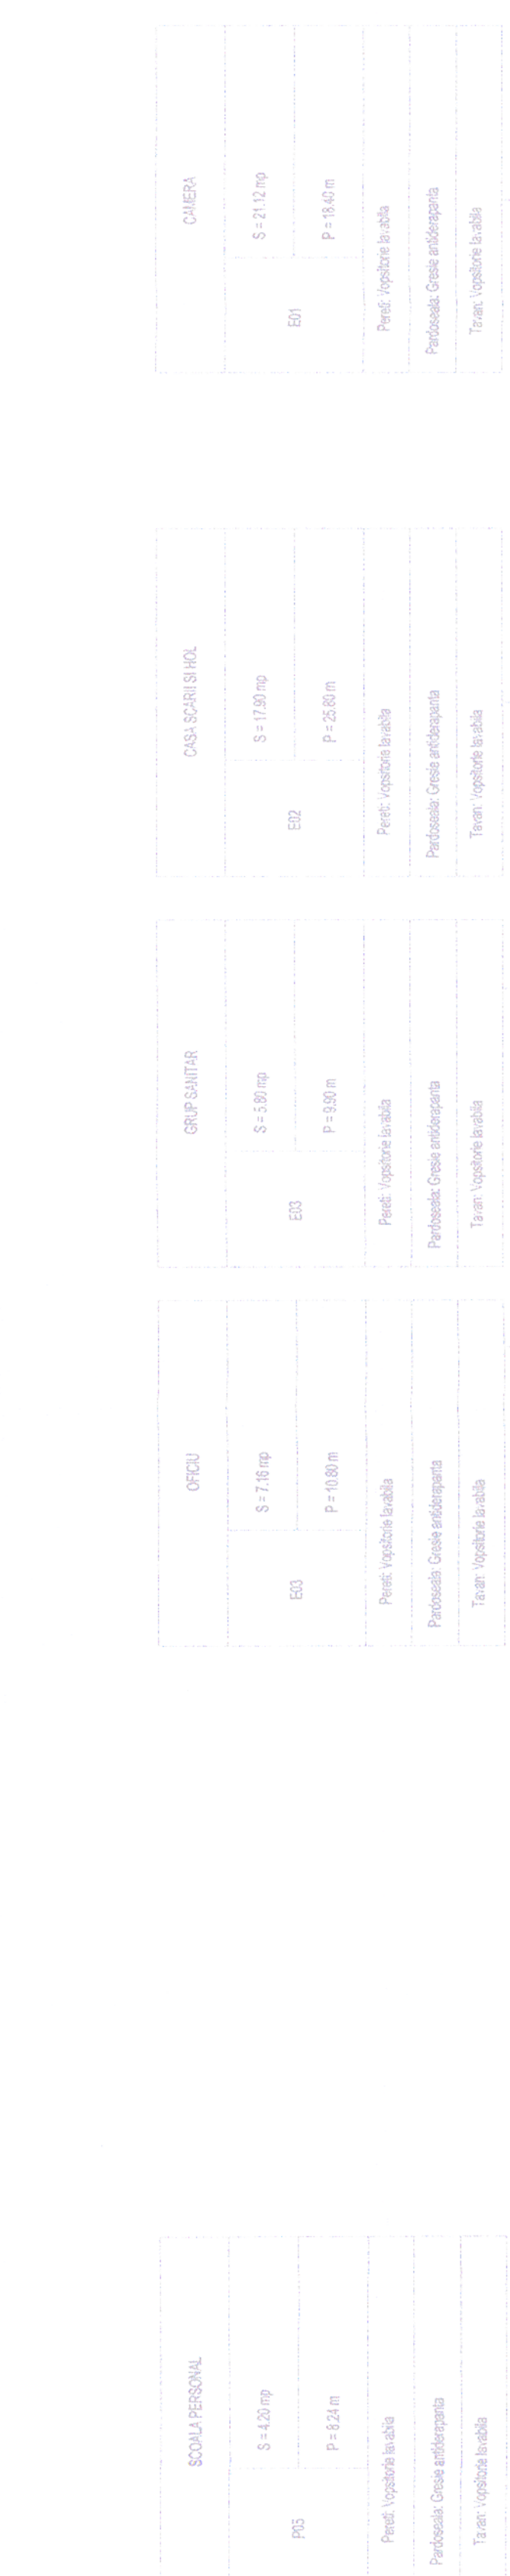 CAMERA
E01
S = 21.12 mp
P = 18.40 m
Pereti: Vopsitorie lavabila
Pardoseala: Gresie antiderapanta
Tavan: Vopsitorie lavabila
CASA SCARII SI HOL
E02
S = 17.90 mp
P = 25.60 m
Pereti: Vopsitorie lavabila
Pardoseala: Gresie antiderapanta
Tavan: Vopsitorie lavabila
GRUP SANITAR
E03
S = 5.80 mp
P = 9.90 m
Pereti: Vopsitorie lavabila
Pardoseala: Gresie antiderapanta
Tavan: Vopsitorie lavabila
OFICIU
E03
S = 7.16 mp
P = 10.80 m
Pereti: Vopsitorie lavabila
Pardoseala: Gresie antiderapanta
Tavan: Vopsitorie lavabila
SCOALA PERSONAL
P05
S = 4.20 mp
P = 8.24 m
Pereti: Vopsitorie lavabila
Pardoseala: Gresie antiderapanta
Tavan: Vopsitorie lavabila